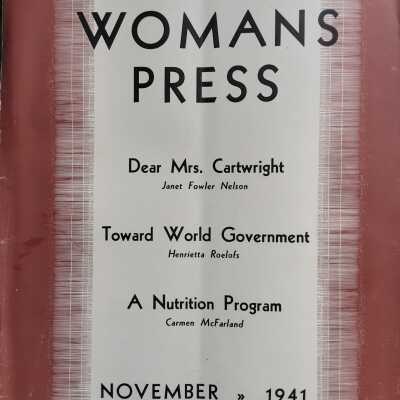 WOMANS
PRESS
Dear Mrs. Cartwright
Janet Fowler Nelson
Toward World Government
Henrietta Roelofs
A Nutrition Program
Carmen McFarland
NOVEMBER » 1941